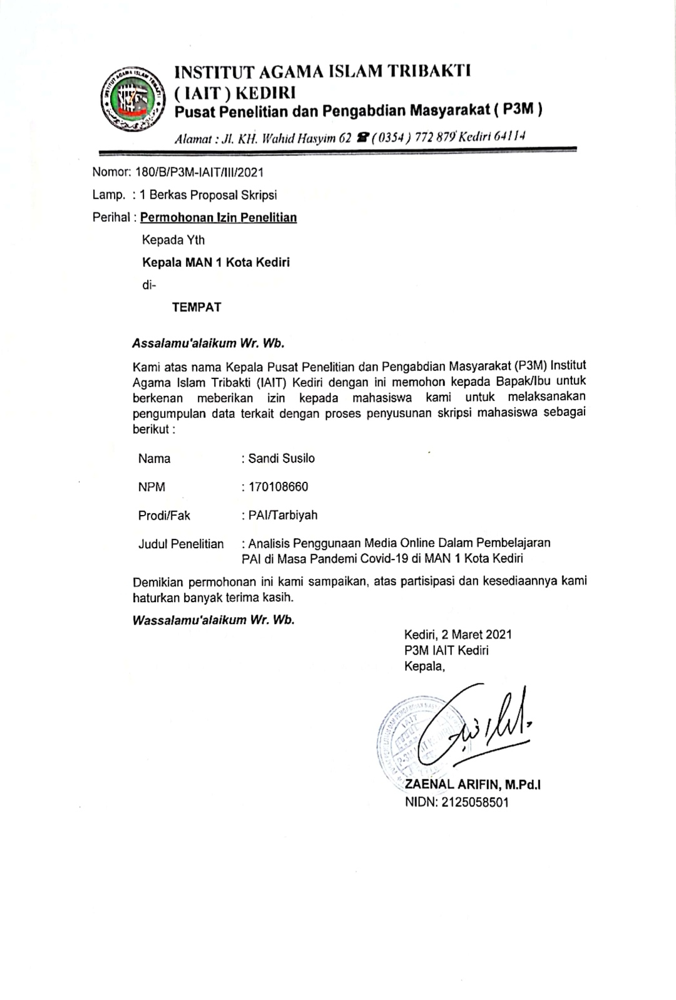 INSTITUT AGAMA ISLAM TRIBAKTI
( IAIT ) KEDIRI
Pusat Penelitian dan Pengabdian Masyarakat ( P3M )
Alamat : Jl. KH. Wahid Hasyim 62 ☎ ( 0354 ) 772 879 Kediri 64114
Nomor: 180/B/P3M-IAIT/III/2021
Lamp. : 1 Berkas Proposal Skripsi
Perihal : Permohonan Izin Penelitian
Kepada Yth
Kepala MAN 1 Kota Kediri
di-
TEMPAT
Assalamu'alaikum Wr. Wb.
Kami atas nama Kepala Pusat Penelitian dan Pengabdian Masyarakat (P3M) Institut
Agama Islam Tribakti (IAIT) Kediri dengan ini memohon kepada Bapak/Ibu untuk
berkenan meberikan izin kepada mahasiswa kami untuk melaksanakan
pengumpulan data terkait dengan proses penyusunan skripsi mahasiswa sebagai
berikut :
Nama : Sandi Susilo
NPM : 170108660
Prodi/Fak : PAI/Tarbiyah
Judul Penelitian : Analisis Penggunaan Media Online Dalam Pembelajaran
PAI di Masa Pandemi Covid-19 di MAN 1 Kota Kediri
Demikian permohonan ini kami sampaikan, atas partisipasi dan kesediaannya kami
haturkan banyak terima kasih.
Wassalamu'alaikum Wr. Wb.
Kediri, 2 Maret 2021
P3M IAIT Kediri
Kepala,
IAIT
ZAENAL ARIFIN, M.Pd.I
NIDN: 2125058501